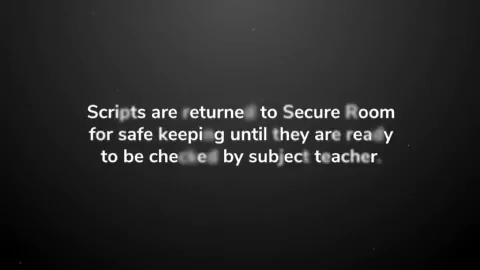 Scripts are returned to Secure Room
for safe keeping until they are ready
to be checked by subject teacher.